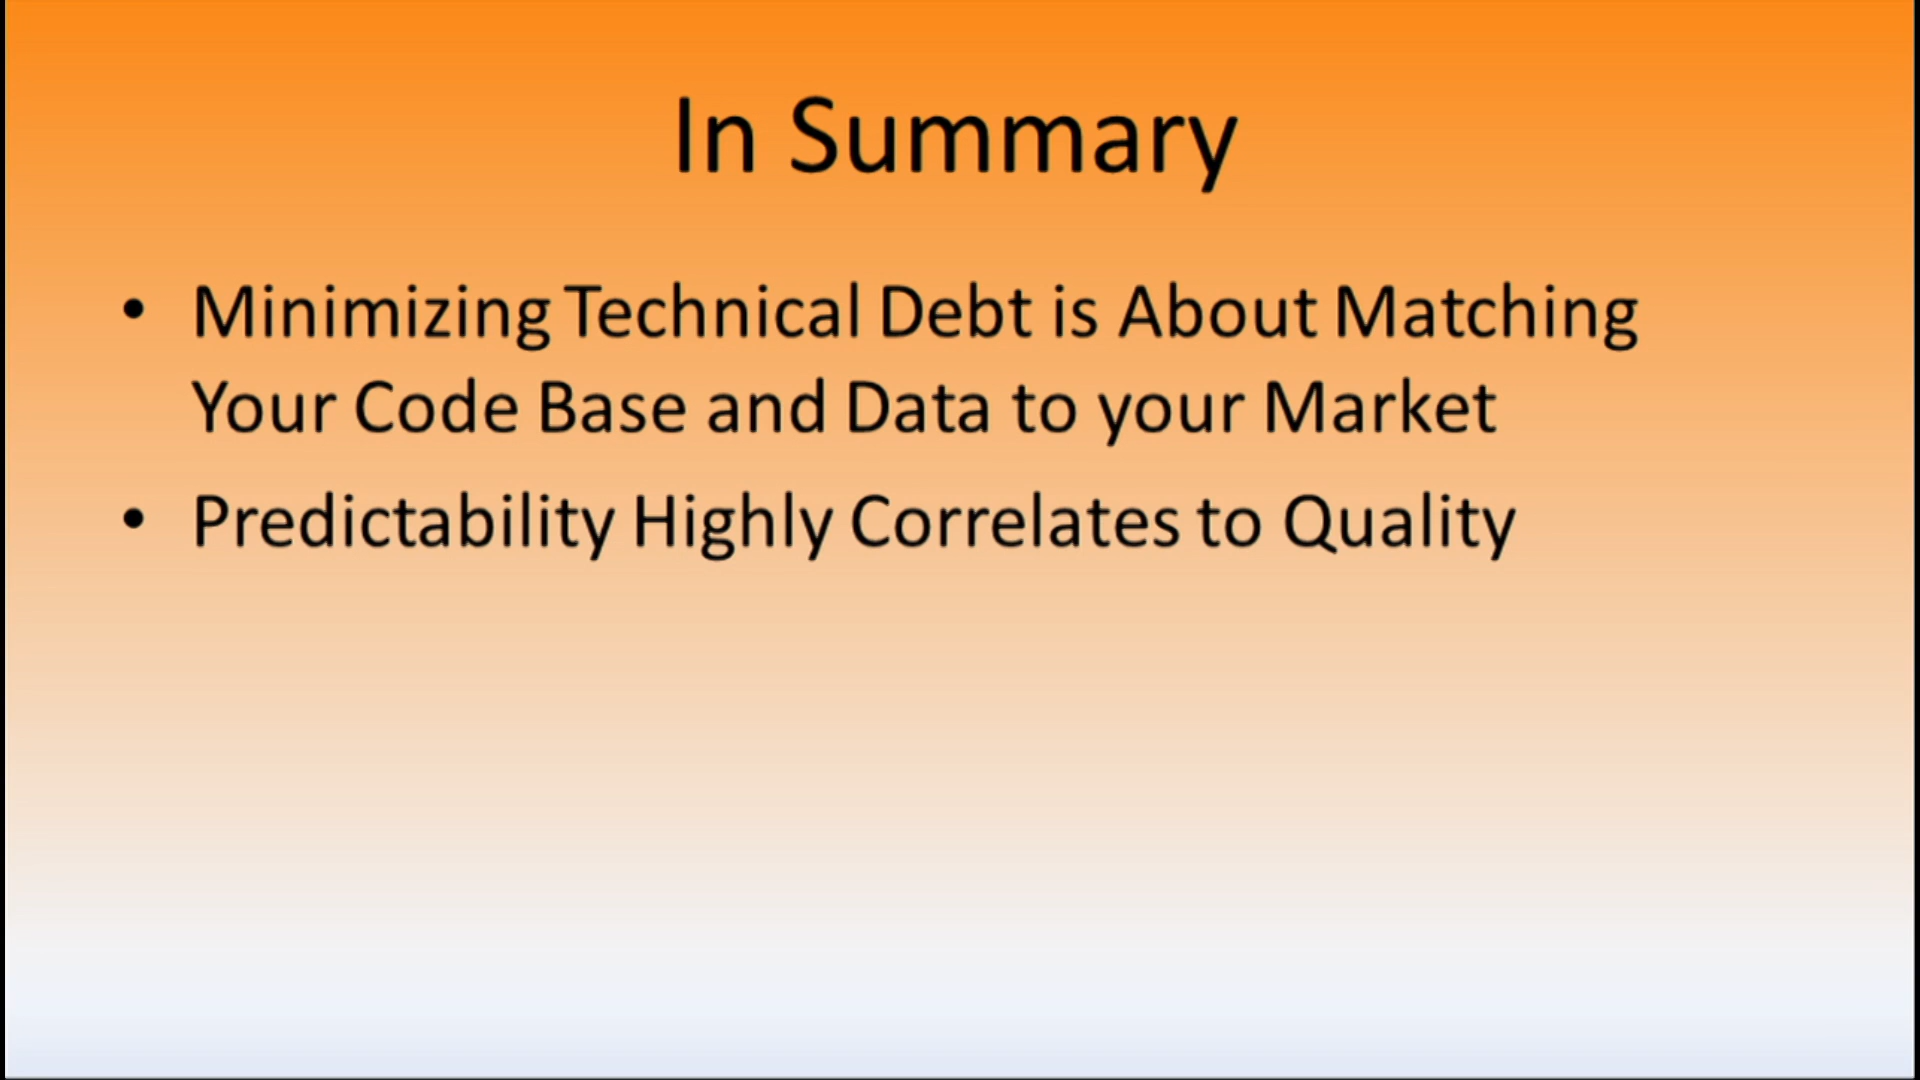 In Summary
• Minimizing Technical Debt is About Matching
Your Code Base and Data to your Market
• Predictability Highly Correlates to Quality